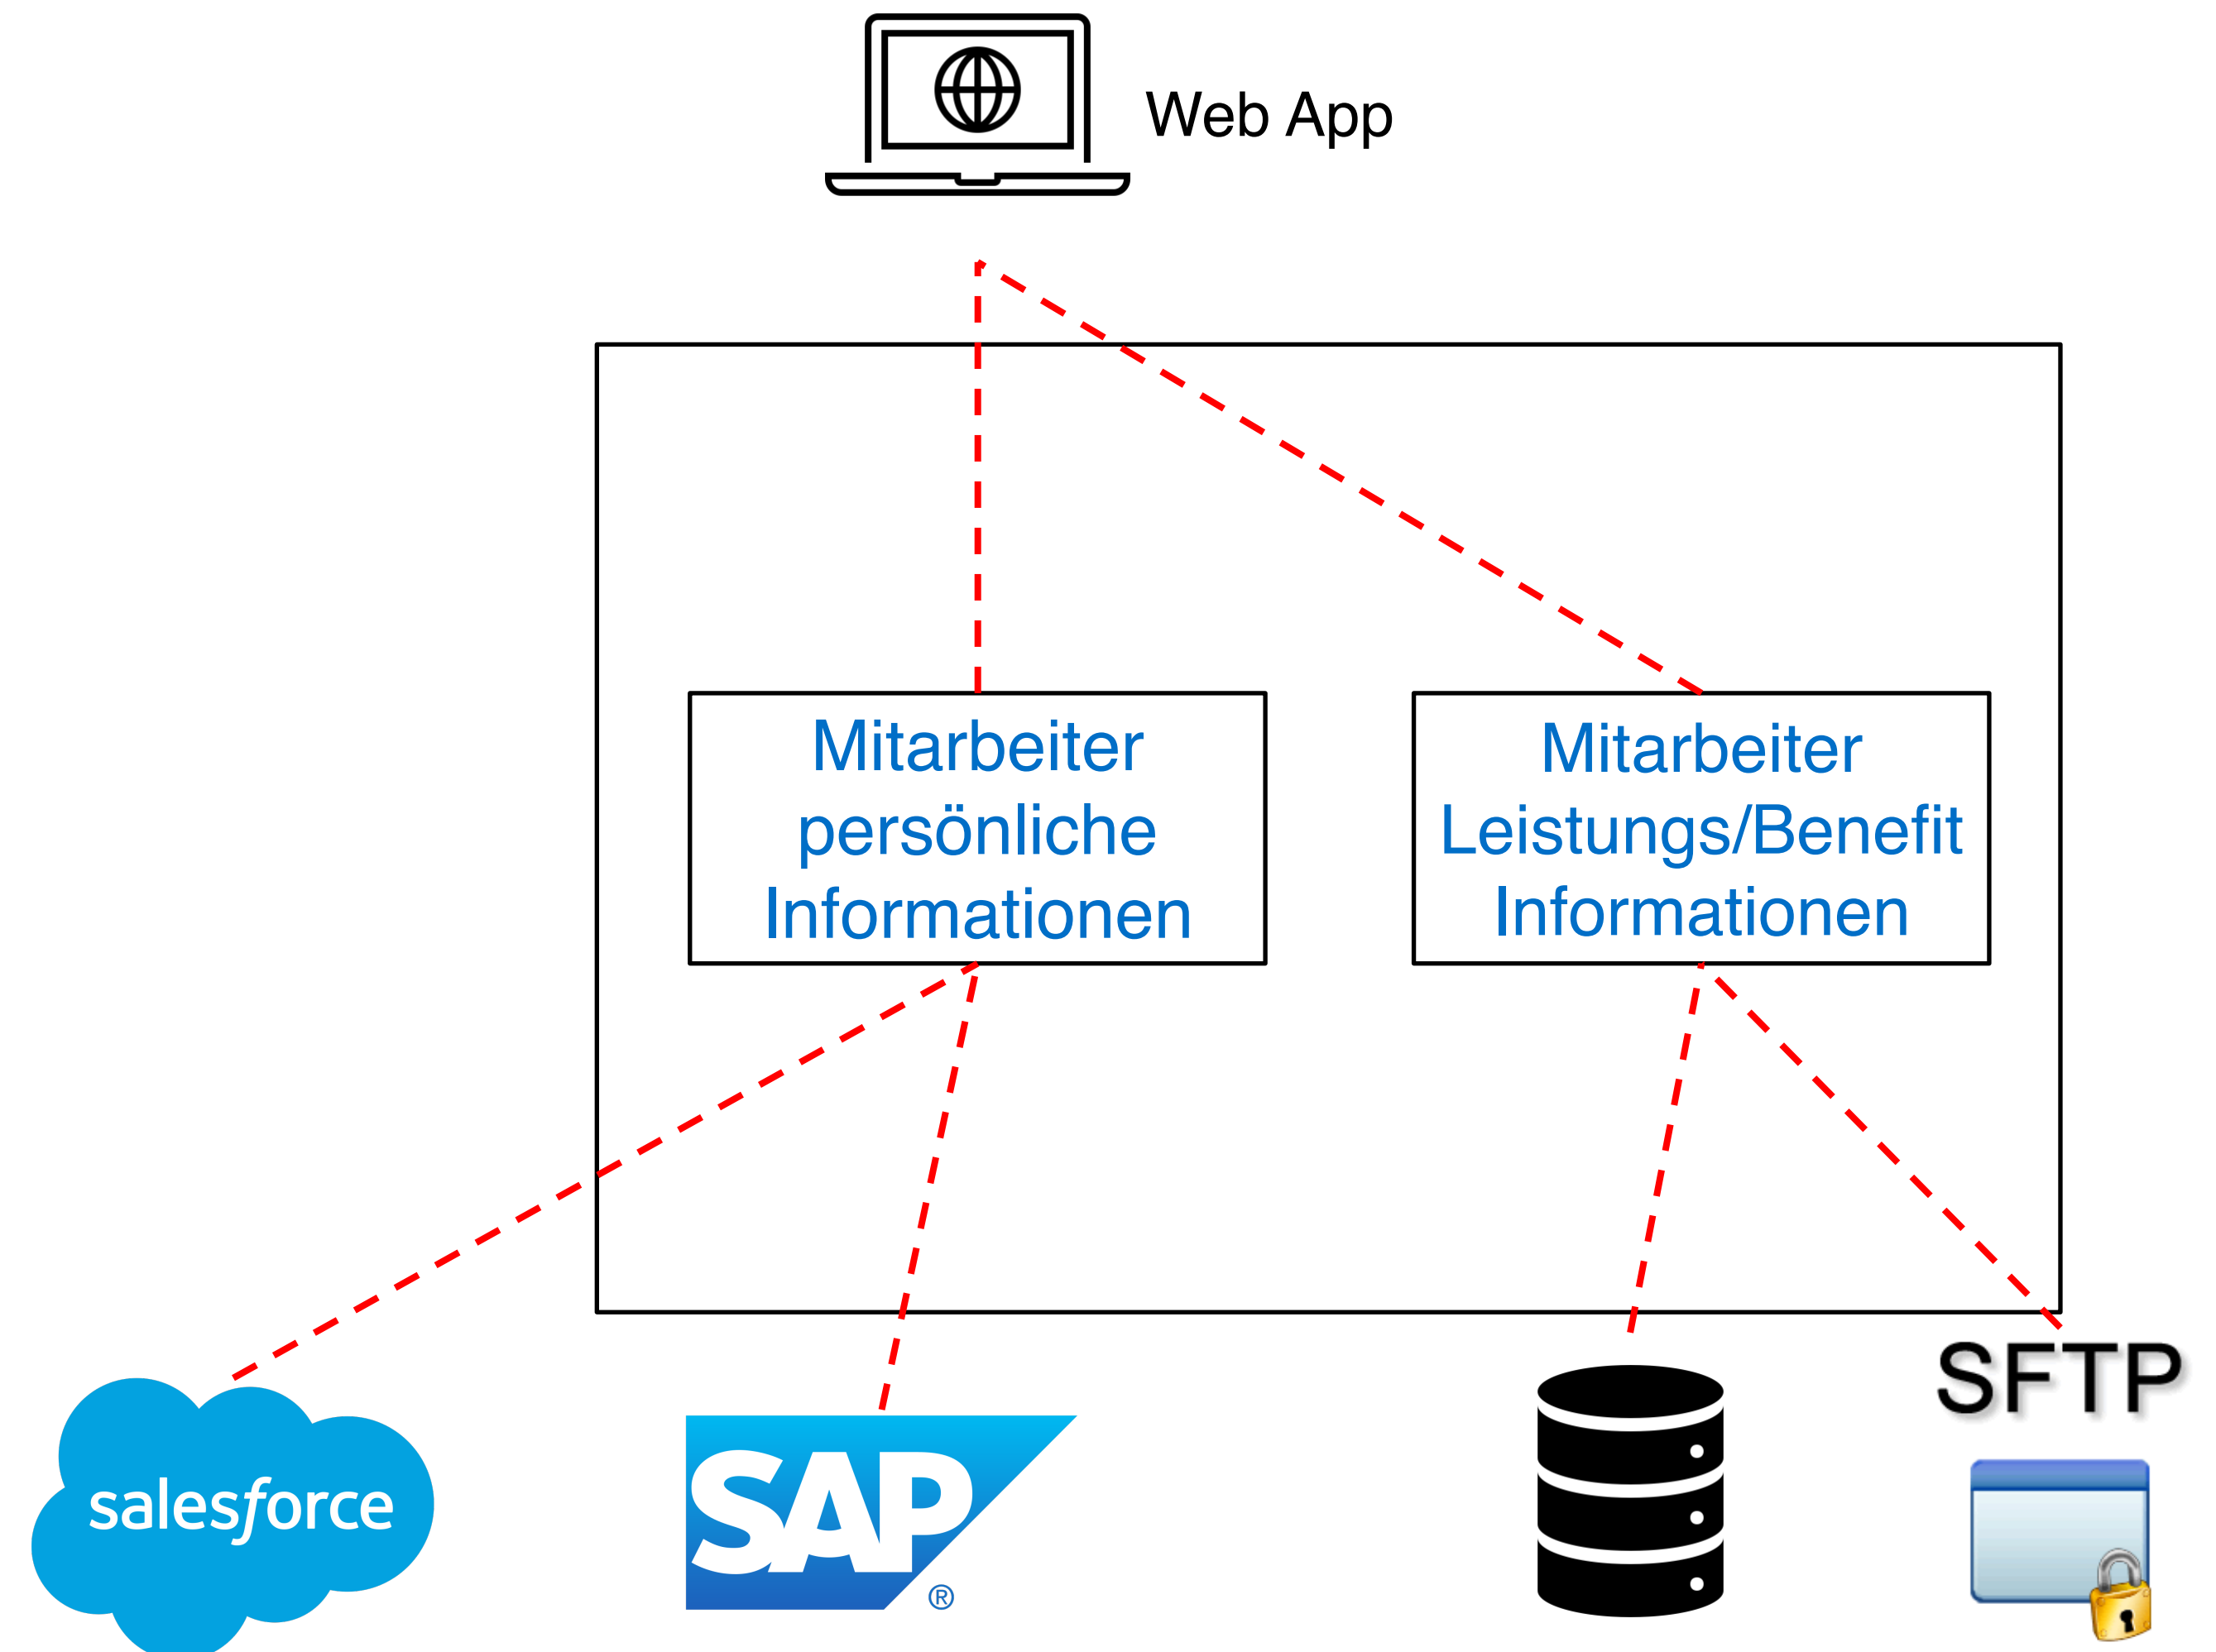 Web App
Mitarbeiter
persönliche
Informationen
Mitarbeiter
Leistungs/Benefit
Informationen
SFTP
salesforce
SAP
®